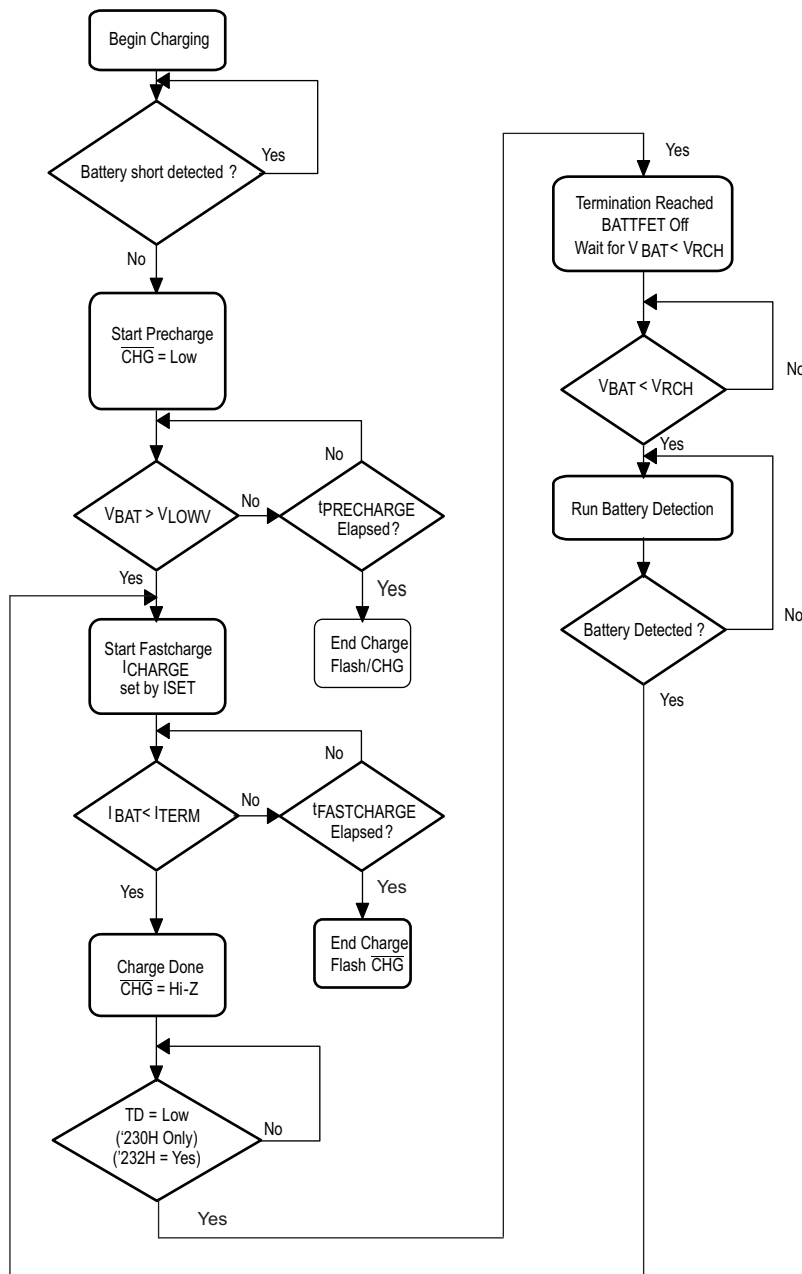 Begin Charging
Battery short detected ?
Yes
No
Start Precharge
CHG = Low
No
VBAT > VLOWV
No
tPRECHARGE
Elapsed?
Yes
Yes
Start Fastcharge
ICHARGE
set by ISET
End Charge
Flash/CHG
No
IBAT< ITERM
No
tFASTCHARGE
Elapsed?
Yes
Yes
Charge Done
CHG = Hi-Z
End Charge
Flash CHG
TD = Low
('230H Only)
('232H = Yes)
No
Yes
Yes
Termination Reached
BATTFET Off
Wait for V BAT< VRCH
VBAT < VRCH
No
Yes
Run Battery Detection
Battery Detected ?
No
Yes